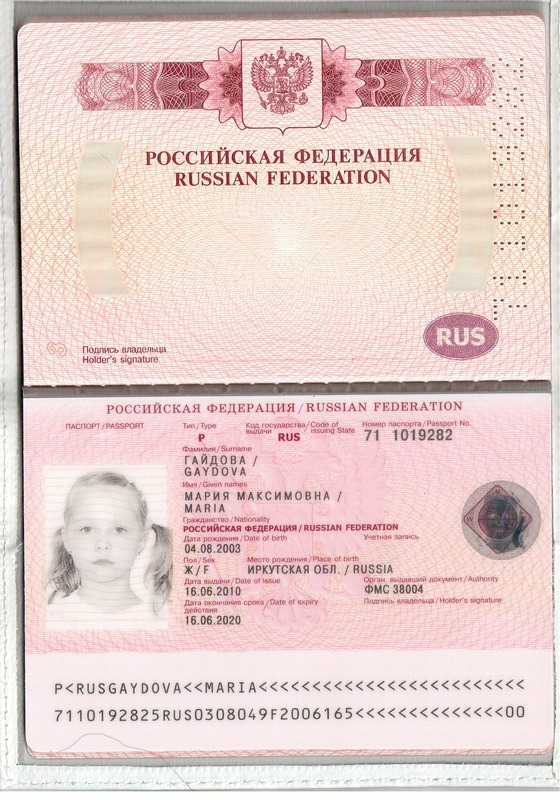 РОССИЙСКАЯ ФЕДЕРАЦИЯ
RUSSIAN FEDERATION
RUS
Подпись владельца
Holder's signature
РОССИЙСКАЯ ФЕДЕРАЦИЯ / RUSSIAN FEDERATION
ПАСПОРТ / PASSPORT
Тип / Type
P
Код государства / Code of
выдачи issuing State
RUS
Номер паспорта / Passport No.
71 1019282
Фамилия / Surname
ГАЙДОВА /
GAYDOVA
Имя / Given names
МАРИЯ МАКСИМОВНА /
MARIA
Гражданство / Nationality
РОССИЙСКАЯ ФЕДЕРАЦИЯ / RUSSIAN FEDERATION
Дата рождения / Date of birth
04.08.2003
Учетная запись
Пол / Sex
Ж / F
Место рождения / Place of birth
ИРКУТСКАЯ ОБЛ. / RUSSIA
Дата выдачи / Date of issue
16.06.2010
Орган, выдавший документ / Authority
ФМС 38004
Дата окончания срока / Date of expiry
действия
16.06.2020
Подпись владельца / Holder's signature
P<RUSGAYDOVA<<MARIA<<<<<<<<<<<<<<<<<<<<<<<<<
7110192825RUS0308049F2006165<<<<<<<<<<<<<<00